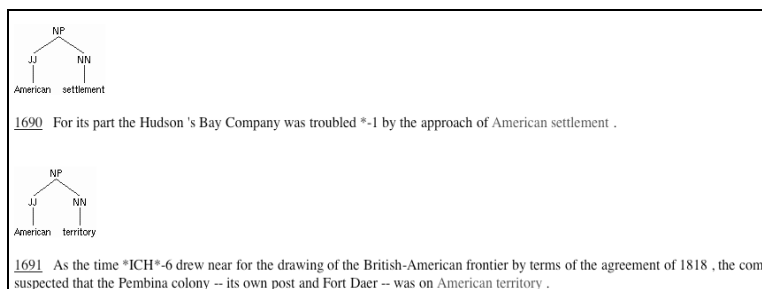 NP
JJ NN
American settlement
1690 For its part the Hudson 's Bay Company was troubled *-1 by the approach of American settlement .
NP
JJ NN
American territory
1691 As the time *ICH*-6 drew near for the drawing of the British-American frontier by terms of the agreement of 1818 , the com
suspected that the Pembina colony -- its own post and Fort Daer -- was on American territory .